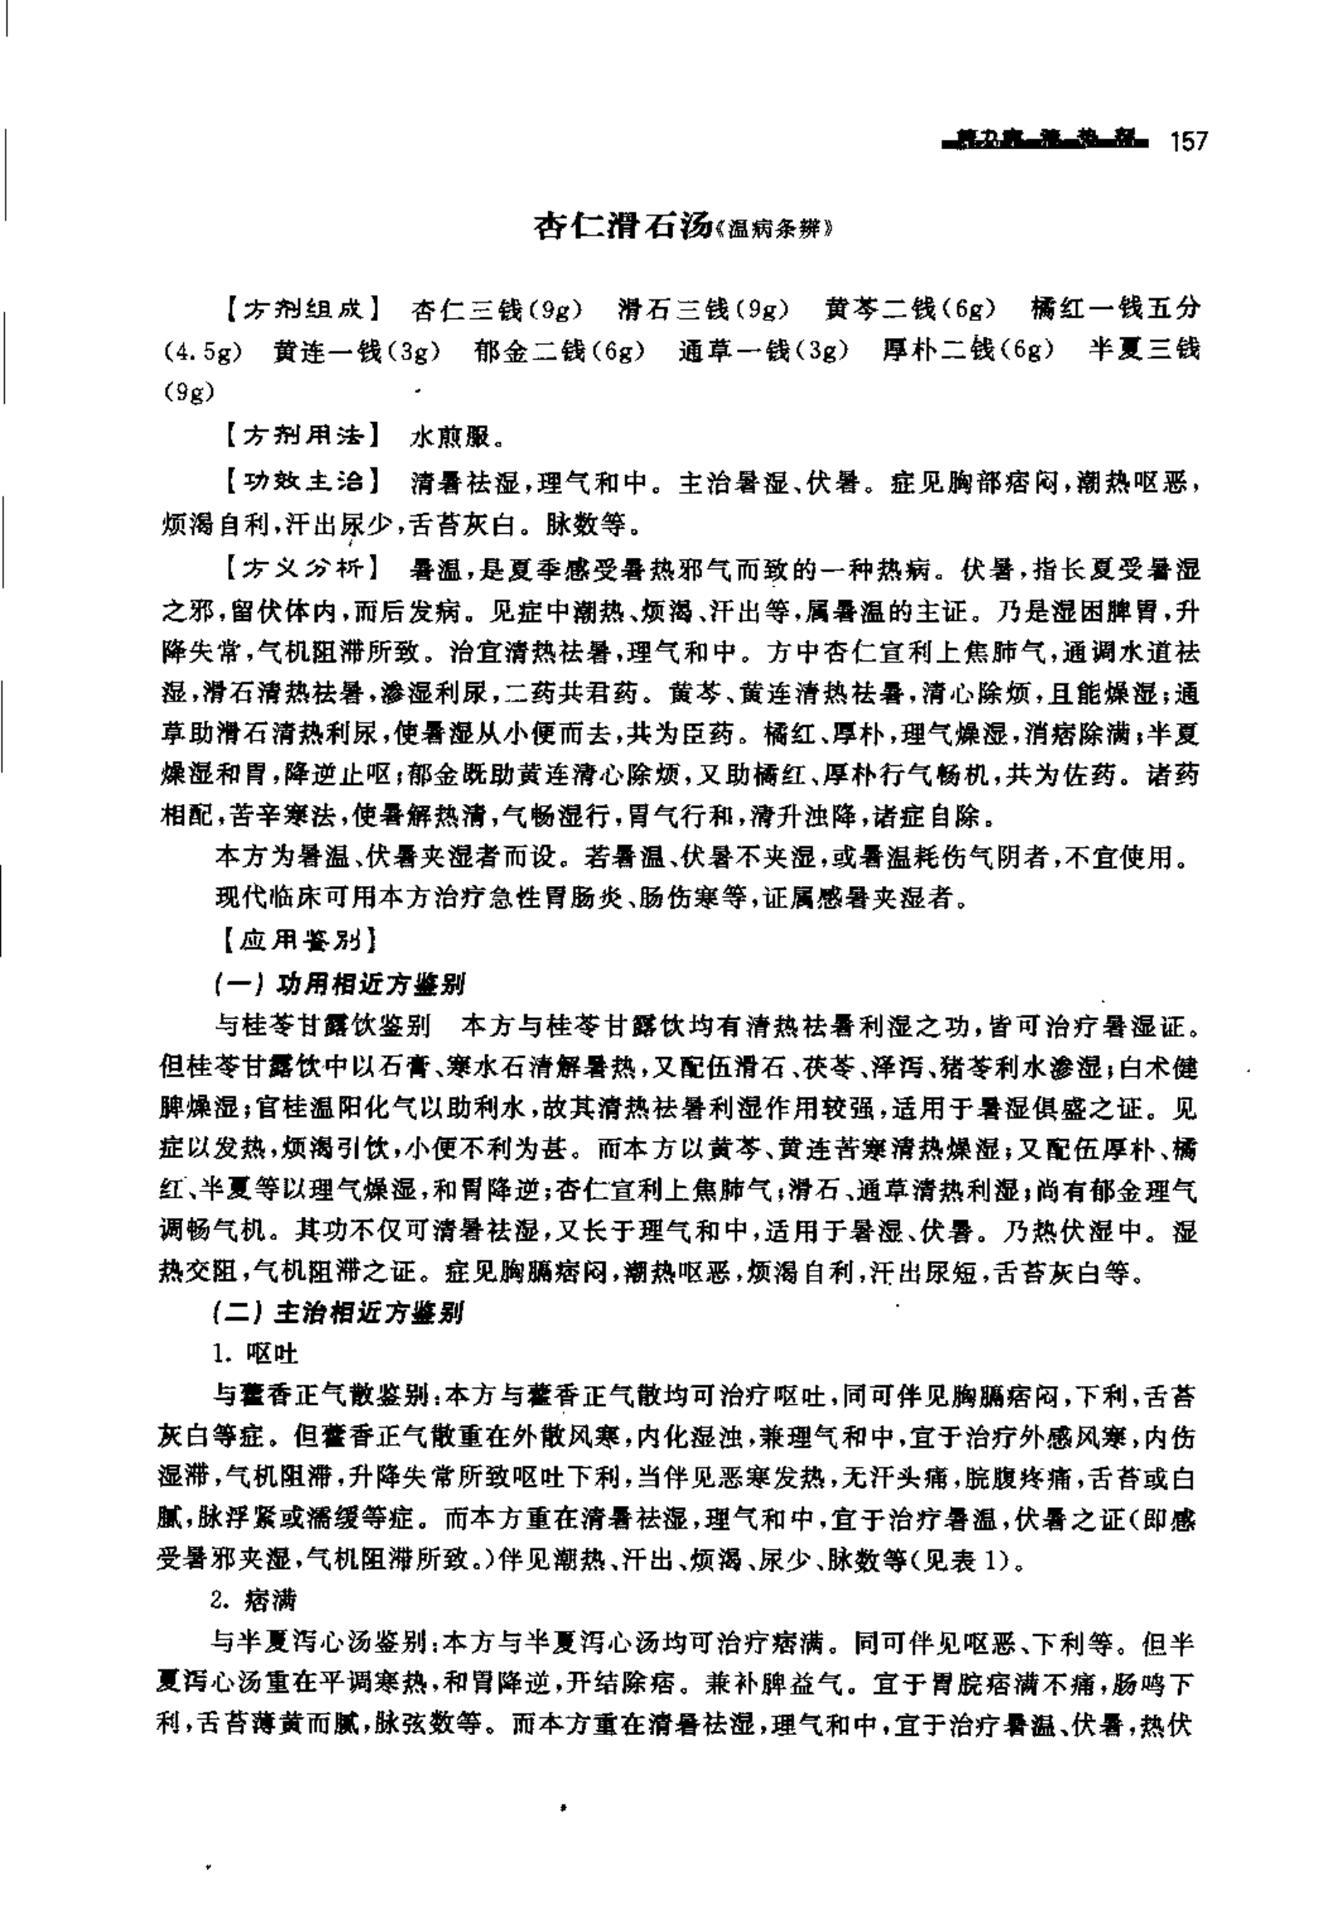 157
杏仁滑石汤《温病条辨》
【方剂组成】 杏仁三钱(9g) 滑石三钱(9g) 黄芩二钱(6g) 橘红一钱五分
(4.5g) 黄连一钱(3g) 郁金二钱(6g) 通草一钱(3g) 厚朴二钱(6g) 半夏三钱
(9g)
【方剂用法】 水煎服。
【功效主治】 清暑祛湿,理气和中。主治暑湿、伏暑。症见胸部痞闷,潮热呕恶,
烦渴自利,汗出尿少,舌苔灰白。脉数等。
【方义分析】 暑温,是夏季感受暑热邪气而致的一种热病。伏暑,指长夏受暑湿
之邪,留伏体内,而后发病。见症中潮热、烦渴、汗出等,属暑温的主证。乃是湿困脾胃,升
降失常,气机阻滞所致。治宜清热祛暑,理气和中。方中杏仁宣利上焦肺气,通调水道祛
湿,滑石清热祛暑,渗湿利尿,二药共君药。黄芩、黄连清热祛暑,清心除烦,且能燥湿;通
草助滑石清热利尿,使暑湿从小便而去,共为臣药。橘红、厚朴,理气燥湿,消痞除满;半夏
燥湿和胃,降逆止呕;郁金既助黄连清心除烦,又助橘红、厚朴行气畅机,共为佐药。诸药
相配,苦辛寒法,使暑解热清,气畅湿行,胃气行和,清升浊降,诸症自除。
本方为暑温、伏暑夹湿者而设。若暑温、伏暑不夹湿,或暑温耗伤气阴者,不宜使用。
现代临床可用本方治疗急性胃肠炎、肠伤寒等,证属感暑夹湿者。
【应用鉴别】
(一)功用相近方鉴别
与桂苓甘露饮鉴别 本方与桂苓甘露饮均有清热祛暑利湿之功,皆可治疗暑湿证。
但桂苓甘露饮中以石膏、寒水石清解暑热,又配伍滑石、茯苓、泽泻、猪苓利水渗湿;白术健
脾燥湿;官桂温阳化气以助利水,故其清热祛暑利湿作用较强,适用于暑湿俱盛之证。见
症以发热,烦渴引饮,小便不利为甚。而本方以黄芩、黄连苦寒清热燥湿;又配伍厚朴、橘
红、半夏等以理气燥湿,和胃降逆;杏仁宣利上焦肺气;滑石、通草清热利湿;尚有郁金理气
调畅气机。其功不仅可清暑祛湿,又长于理气和中,适用于暑湿、伏暑。乃热伏湿中。湿
热交阻,气机阻滞之证。症见胸膈痞闷,潮热呕恶,烦渴自利,汗出尿短,舌苔灰白等。
(二)主治相近方鉴别
1. 呕吐
与藿香正气散鉴别:本方与藿香正气散均可治疗呕吐,同可伴见胸膈痞闷,下利,舌苔
灰白等症。但藿香正气散重在外散风寒,内化湿浊,兼理气和中,宜于治疗外感风寒,内伤
湿滞,气机阻滞,升降失常所致呕吐下利,当伴见恶寒发热,无汗头痛,脘腹疼痛,舌苔或白
腻,脉浮紧或濡缓等症。而本方重在清暑祛湿,理气和中,宜于治疗暑温,伏暑之证(即感
受暑邪夹湿,气机阻滞所致。)伴见潮热、汗出、烦渴、尿少、脉数等(见表 1)。
2. 痞满
与半夏泻心汤鉴别:本方与半夏泻心汤均可治疗痞满。同可伴见呕恶、下利等。但半
夏泻心汤重在平调寒热,和胃降逆,开结除痞。兼补脾益气。宜于胃脘痞满不痛,肠鸣下
利,舌苔薄黄而腻,脉弦数等。而本方重在清暑祛湿,理气和中,宜于治疗暑温、伏暑,热伏